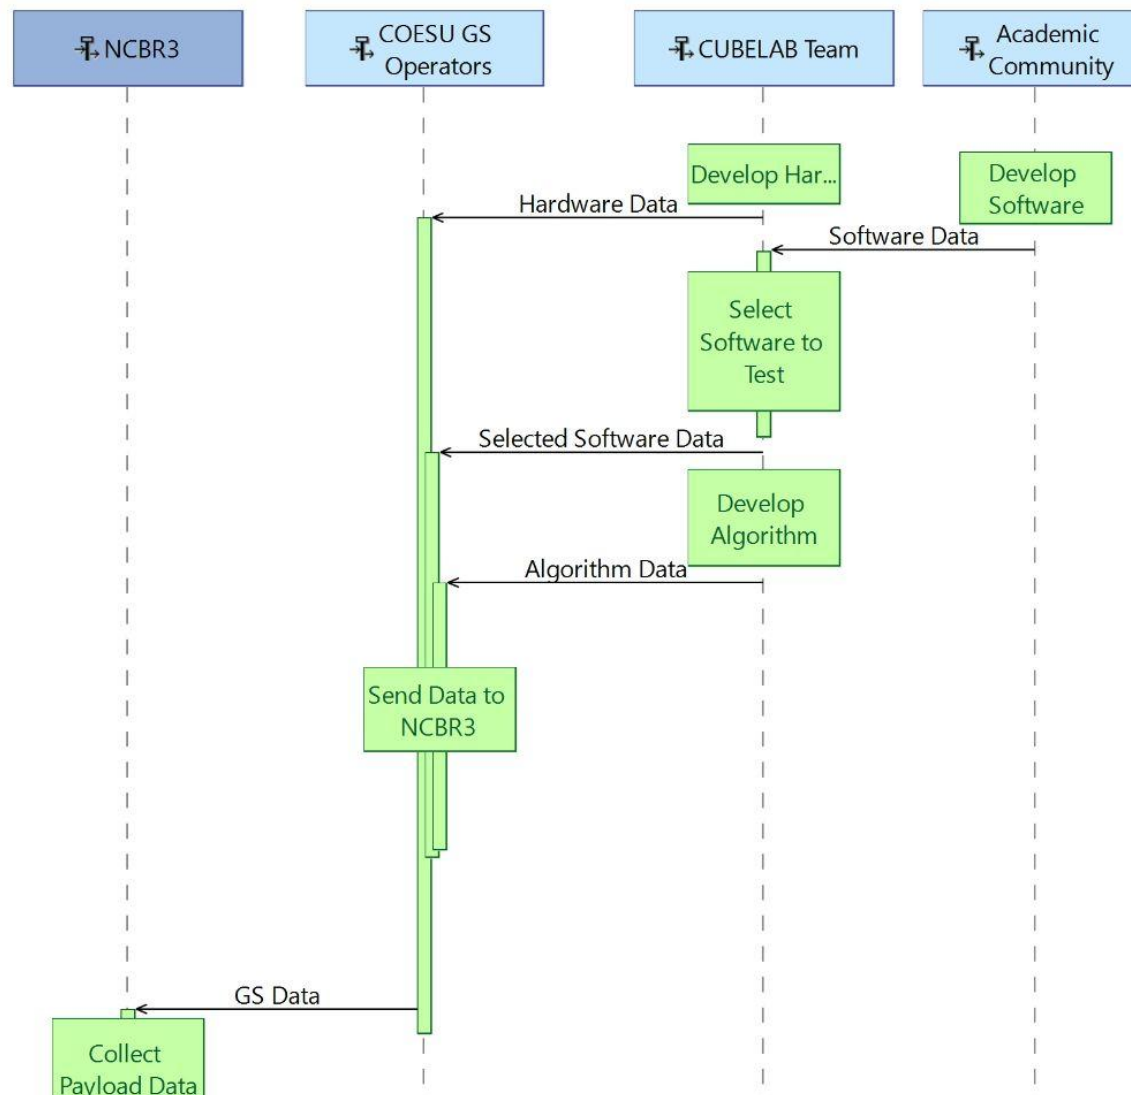 NCBR3
COESU GS
Operators
CUBELAB Team
Academic
Community
Develop Har...
Develop
Software
Hardware Data
Software Data
Select
Software to
Test
Selected Software Data
Develop
Algorithm
Algorithm Data
Send Data to
NCBR3
GS Data
Collect
Payload Data